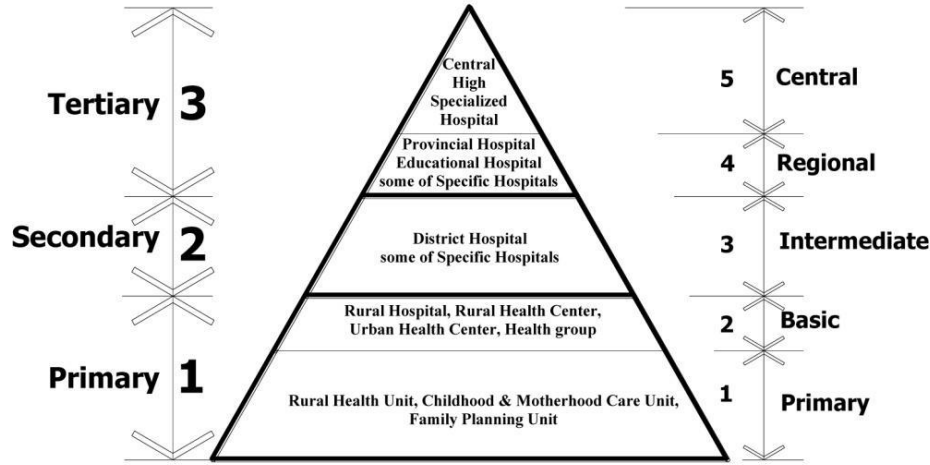 Central
High
Specialized
Hospital
Tertiary 3
5 Central
Provincial Hospital
Educational Hospital
some of Specific Hospitals
4 Regional
Secondary 2
District Hospital
some of Specific Hospitals
3 Intermediate
Rural Hospital, Rural Health Center,
Urban Health Center, Health group
2 Basic
Primary 1
Rural Health Unit, Childhood & Motherhood Care Unit,
Family Planning Unit
1 Primary